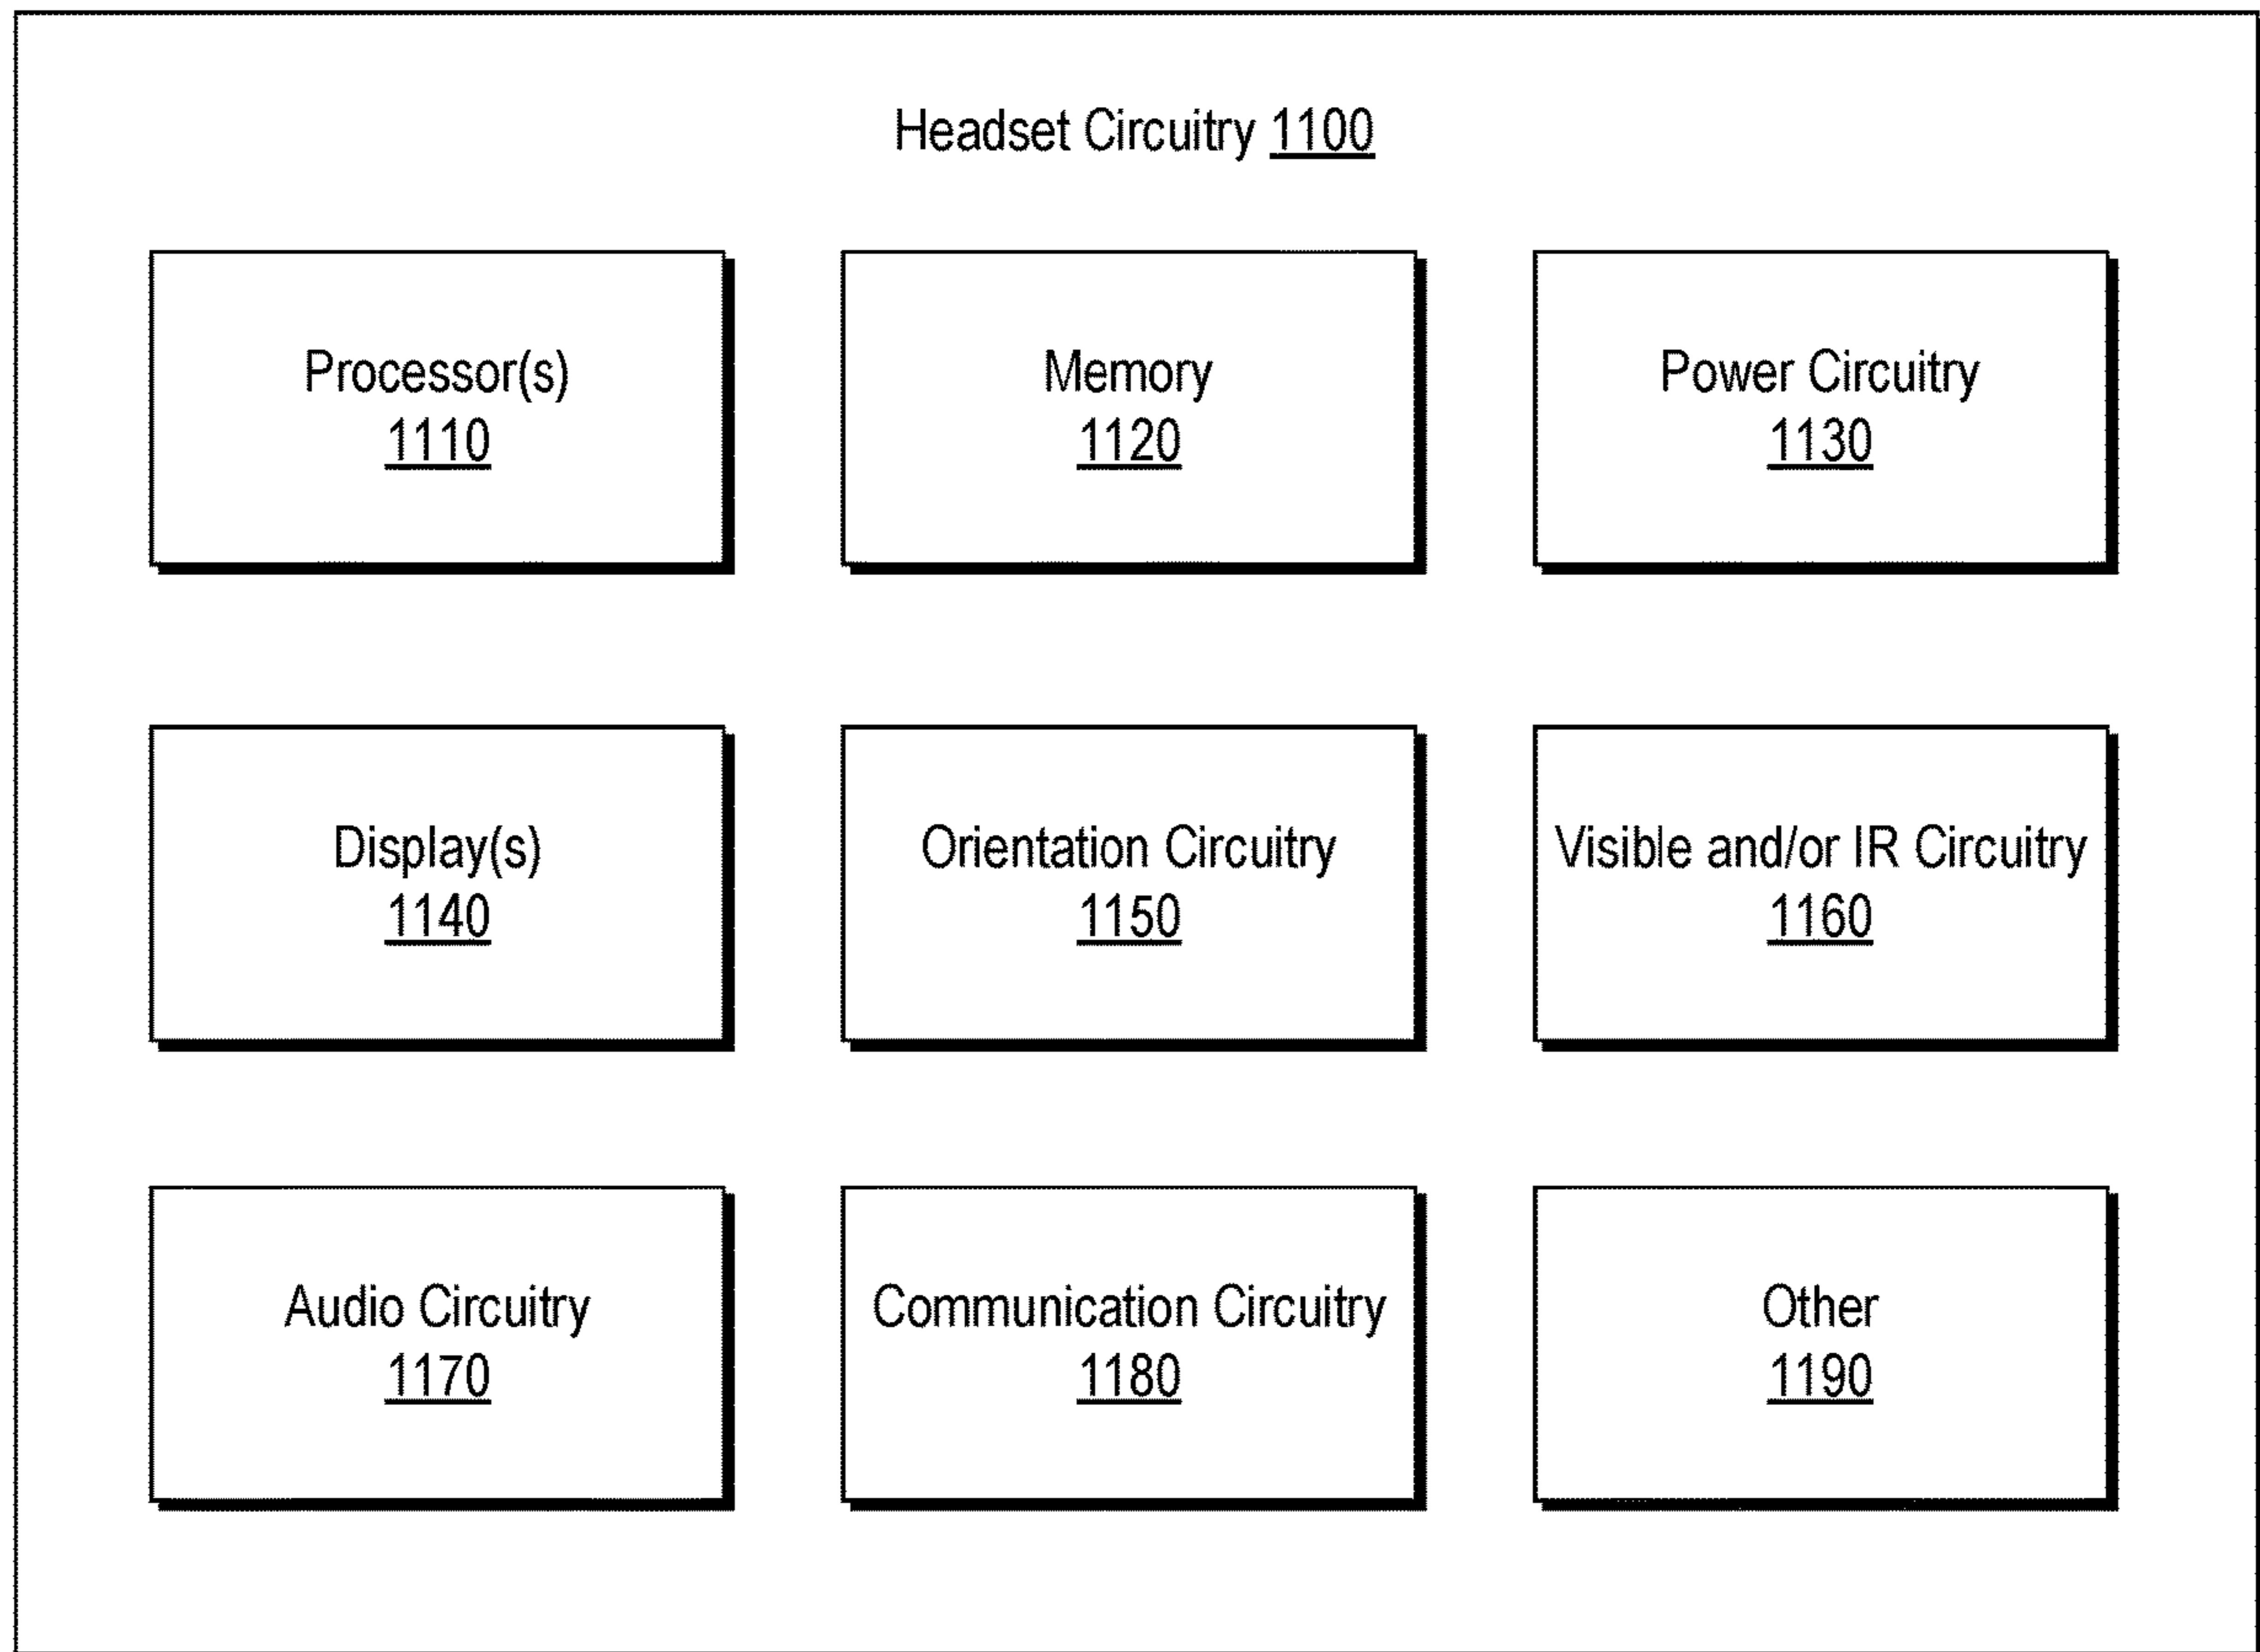 Headset Circuitry 1100
Processor(s)
1110
Memory
1120
Power Circuitry
1130
Display(s)
1140
Orientation Circuitry
1150
Visible and/or IR Circuitry
1160
Audio Circuitry
1170
Communication Circuitry
1180
Other
1190